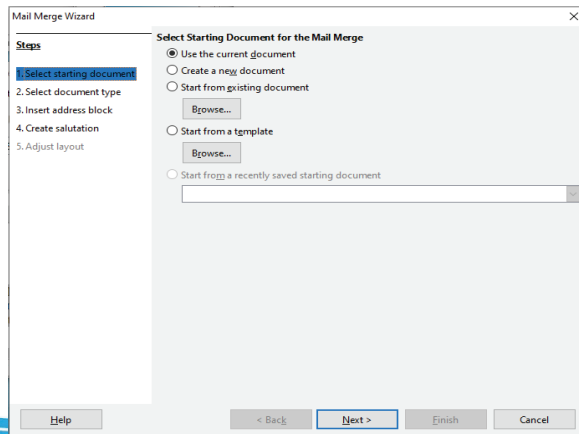 Mail Merge Wizard
Steps
1. Select starting document
2. Select document type
3. Insert address block
4. Create salutation
5. Adjust layout
Select Starting Document for the Mail Merge
Use the current document
Create a new document
Start from existing document
Browse...
Start from a template
Browse...
Start from a recently saved starting document
Help
< Back
Next >
Finish
Cancel